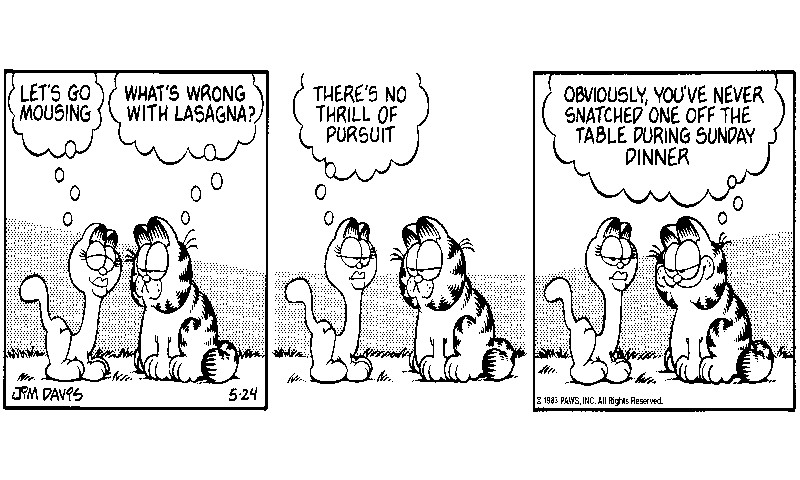 LET'S GO
MOUSING
WHAT'S WRONG
WITH LASAGNA?
JIM DAVIS
5-24
THERE'S NO
THRILL OF
PURSUIT
OBVIOUSLY, YOU'VE NEVER
SNATCHED ONE OFF THE
TABLE DURING SUNDAY
DINNER
© 1983 PAWS, INC. All Rights Reserved.